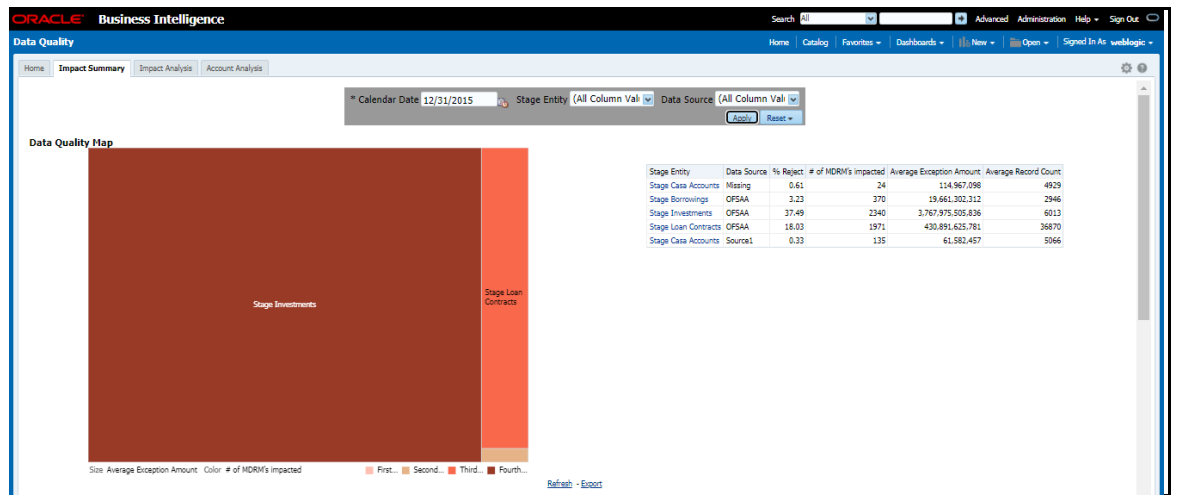 ORACLE Business Intelligence
Search All Advanced Administration Help Sign Out
Data Quality
Home Catalog Favorites Dashboards New Open Signed In As weblogic
Home Impact Summary Impact Analysis Account Analysis
* Calendar Date 12/31/2015 Stage Entity (All Column Val Data Source (All Column Val
Apply Reset
Data Quality Map
Stage Entity Data Source % Reject # of MDRM's impacted Average Exception Amount Average Record Count
Stage Casa Accounts Missing 0.61 24 114,967,098 4929
Stage Borrowings OFSAA 3.23 370 19,661,302,312 2946
Stage Investments OFSAA 37.49 2340 3,767,975,505,836 6013
Stage Loan Contracts OFSAA 18.03 1971 430,891,625,781 36870
Stage Casa Accounts Source1 0.33 135 61,582,457 5066
Stage Investments
Stage Loan
Contracts
Size Average Exception Amount Color # of MDRM's impacted First... Second... Third... Fourth...
Refresh - Export